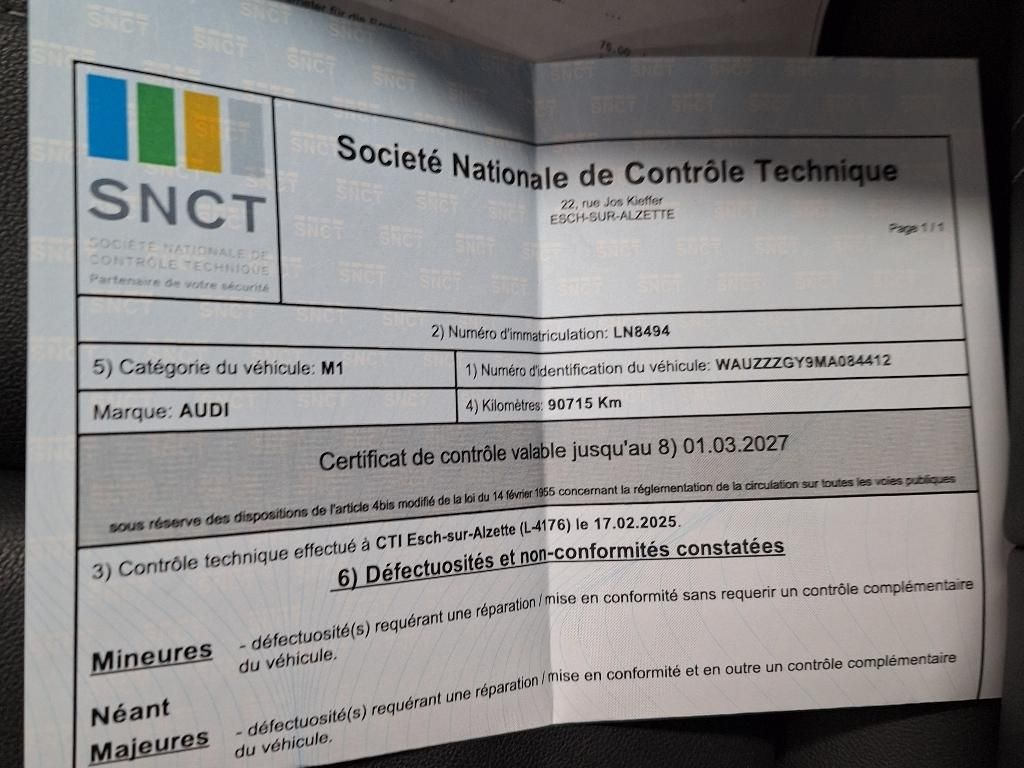 70.00
SNCT
SOCIÉTÉ NATIONALE DE
CONTRÔLE TECHNIQUE
Partenaire de votre sécurité
Societé Nationale de Contrôle Technique
22, rue Jos Kieffer
ESCH-SUR-ALZETTE
Page 1 / 1
2) Numéro d'immatriculation: LN8494
5) Catégorie du véhicule: M1
1) Numéro d'identification du véhicule: WAUZZZGY9MA084412
Marque: AUDI
4) Kilomètres: 90715 Km
Certificat de contrôle valable jusqu'au 8) 01.03.2027
sous réserve des dispositions de l'article 4bis modifié de la loi du 14 février 1955 concernant la réglementation de la circulation sur toutes les voies publiques
3) Contrôle technique effectué à CTI Esch-sur-Alzette (L-4176) le 17.02.2025.
6) Défectuosités et non-conformités constatées
Mineures - défectuosité(s) requérant une réparation / mise en conformité sans requerir un contrôle complémentaire
du véhicule.
Néant
Majeures - défectuosité(s) requérant une réparation / mise en conformité et en outre un contrôle complémentaire
du véhicule.